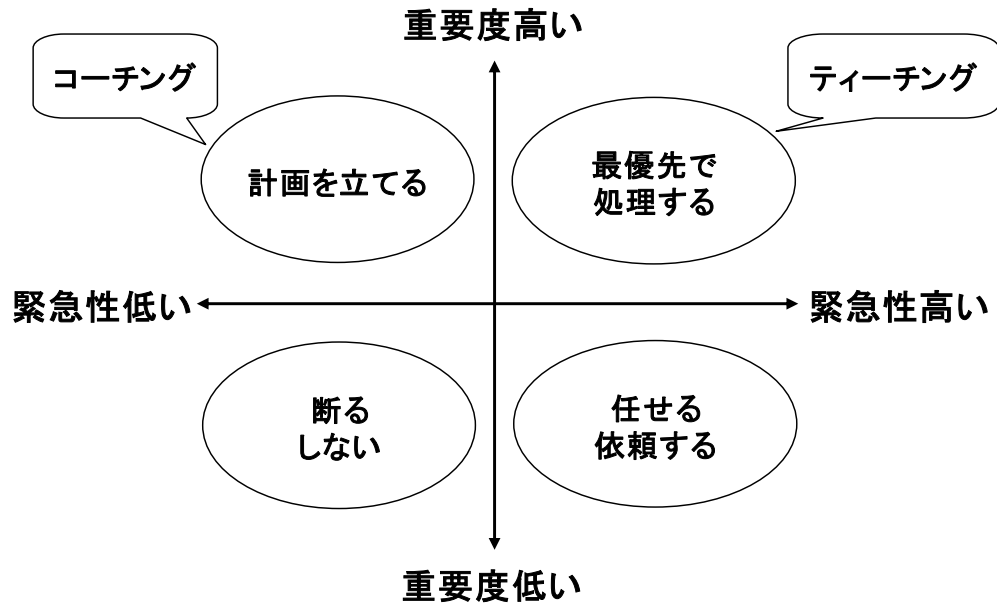 重要度高い
コーチング
ティーチング
計画を立てる
最優先で
処理する
緊急性低い
緊急性高い
断る
しない
任せる
依頼する
重要度低い